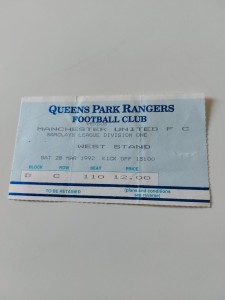 QUEENS PARK RANGERS
FOOTBALL CLUB
MANCHESTER UNITED F C
BARCLAYS LEAGUE DIVISION ONE
WEST STAND
SAT 28 MAR 1992 KICK OFF 15:00
BLOCK ROW SEAT PRICE
D C 110 12.00
TO BE RETAINED